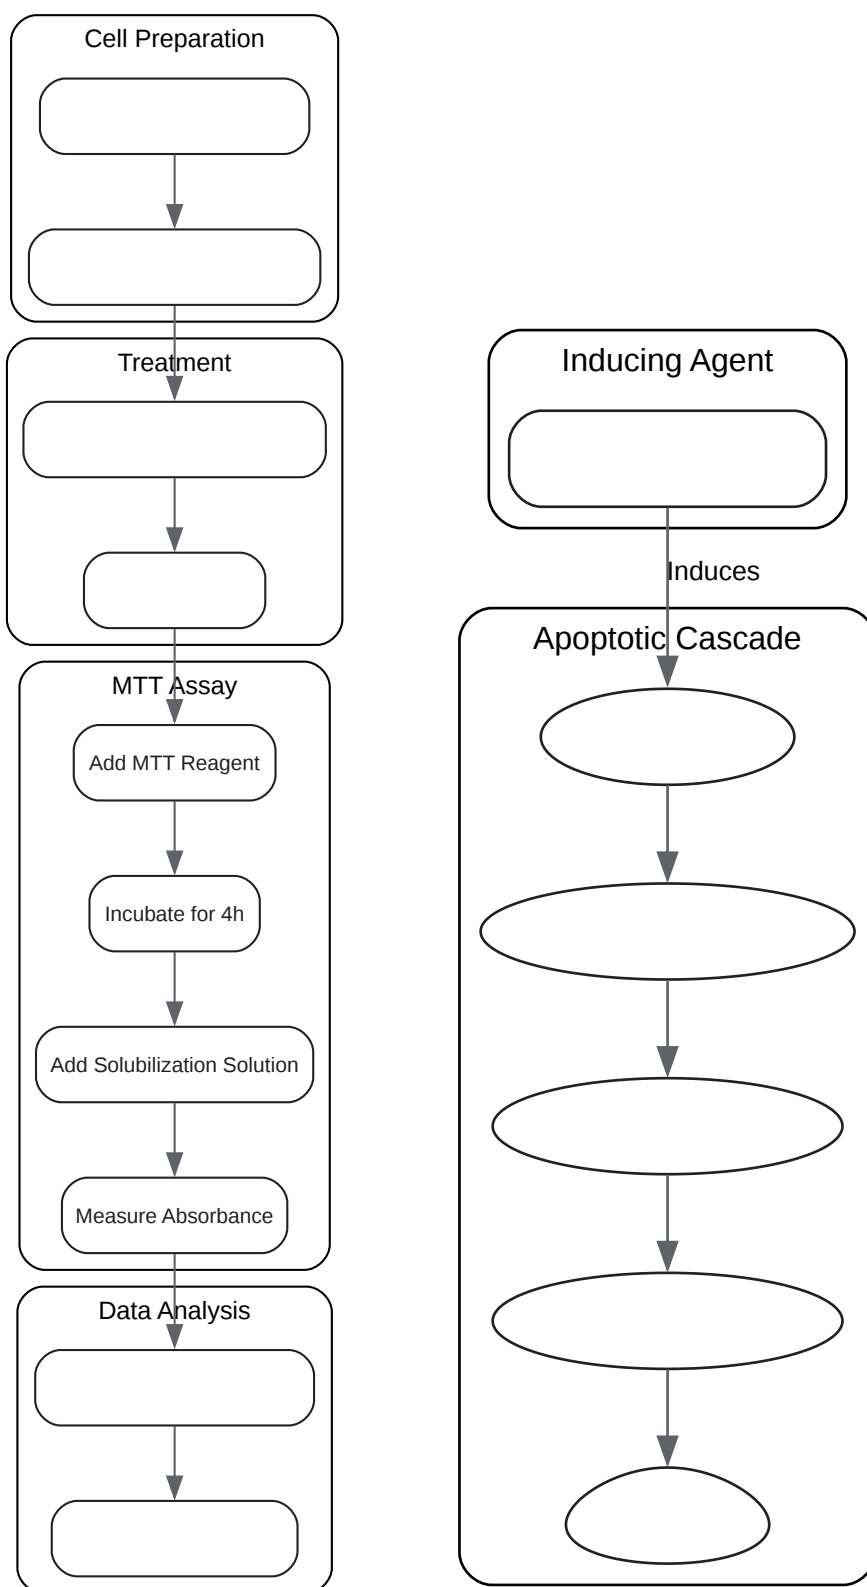 Cell Preparation
Treatment
MTT Assay
Add MTT Reagent
Incubate for 4h
Add Solubilization Solution
Measure Absorbance
Data Analysis
Inducing Agent
Induces
Apoptotic Cascade